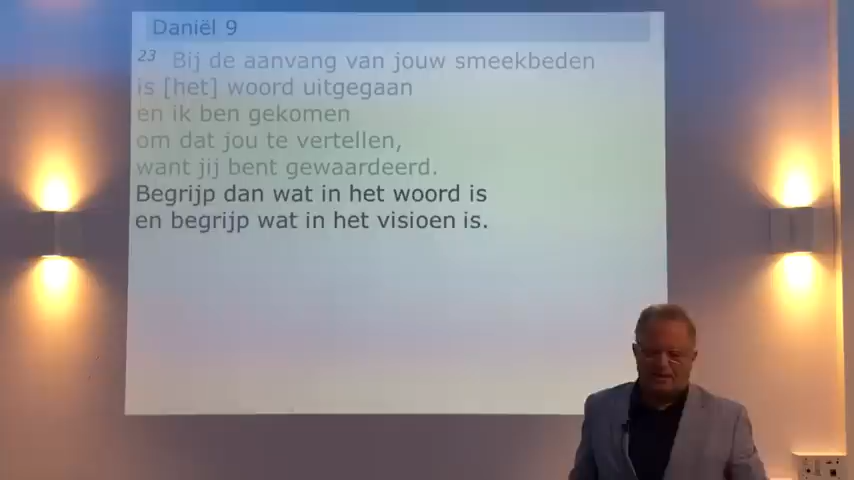 Daniël 9
23 Bij de aanvang van jouw smeekbeden
is [het] woord uitgegaan
en ik ben gekomen
om dat jou te vertellen,
want jij bent gewaardeerd.
Begrijp dan wat in het woord is
en begrijp wat in het visioen is.